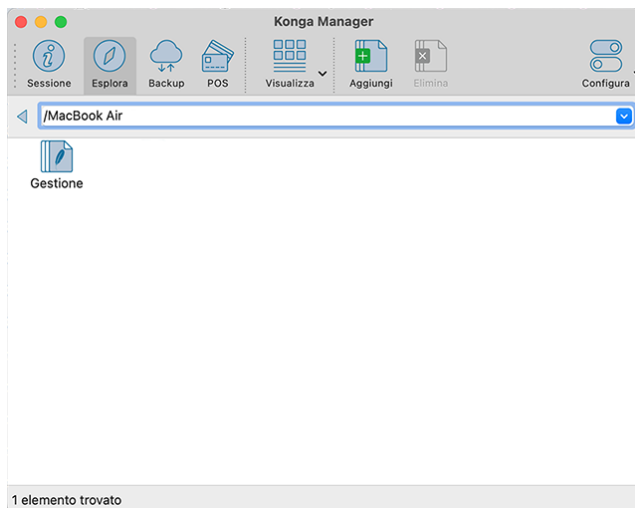 Konga Manager
Sessione Esplora Backup POS Visualizza Aggiungi Elimina Configura
/MacBook Air
Gestione
1 elemento trovato